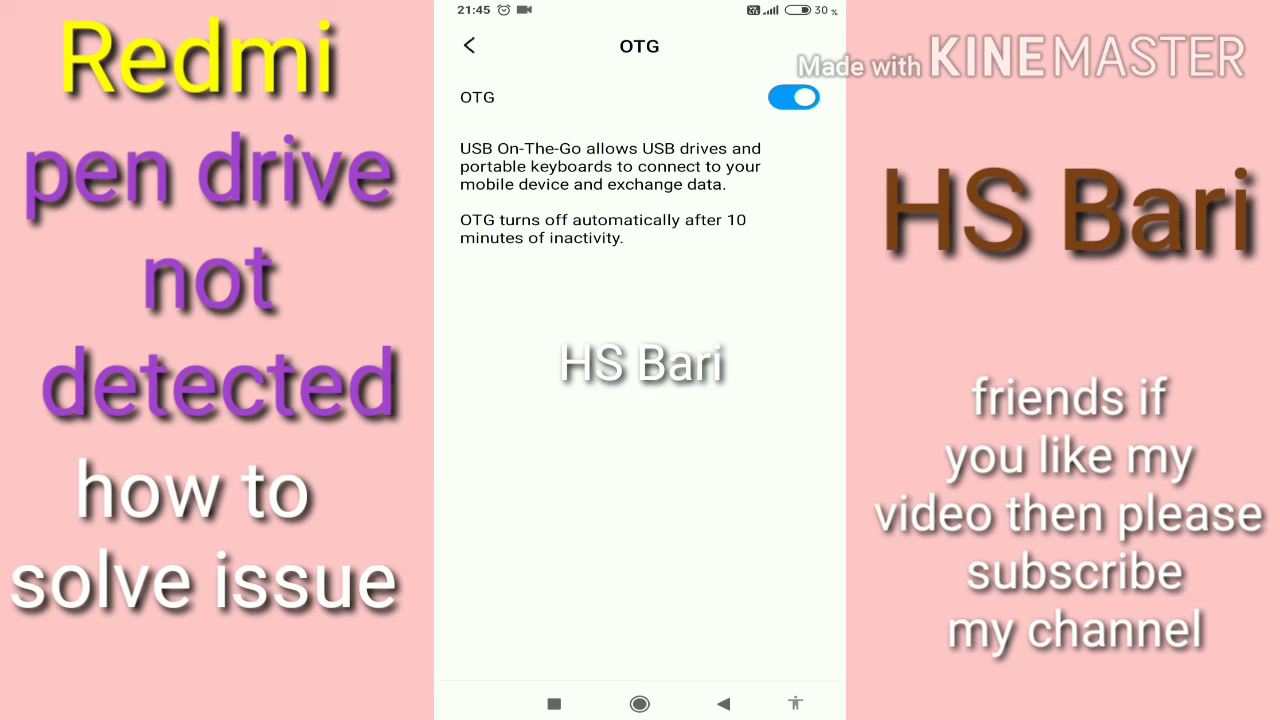 Redmi
pen drive
not
detected
how to
solve issue
21:45
30 %
OTG
OTG
USB On-The-Go allows USB drives and
portable keyboards to connect to your
mobile device and exchange data.
OTG turns off automatically after 10
minutes of inactivity.
HS Bari
Made with KINEMASTER
HS Bari
friends if
you like my
video then please
subscribe
my channel